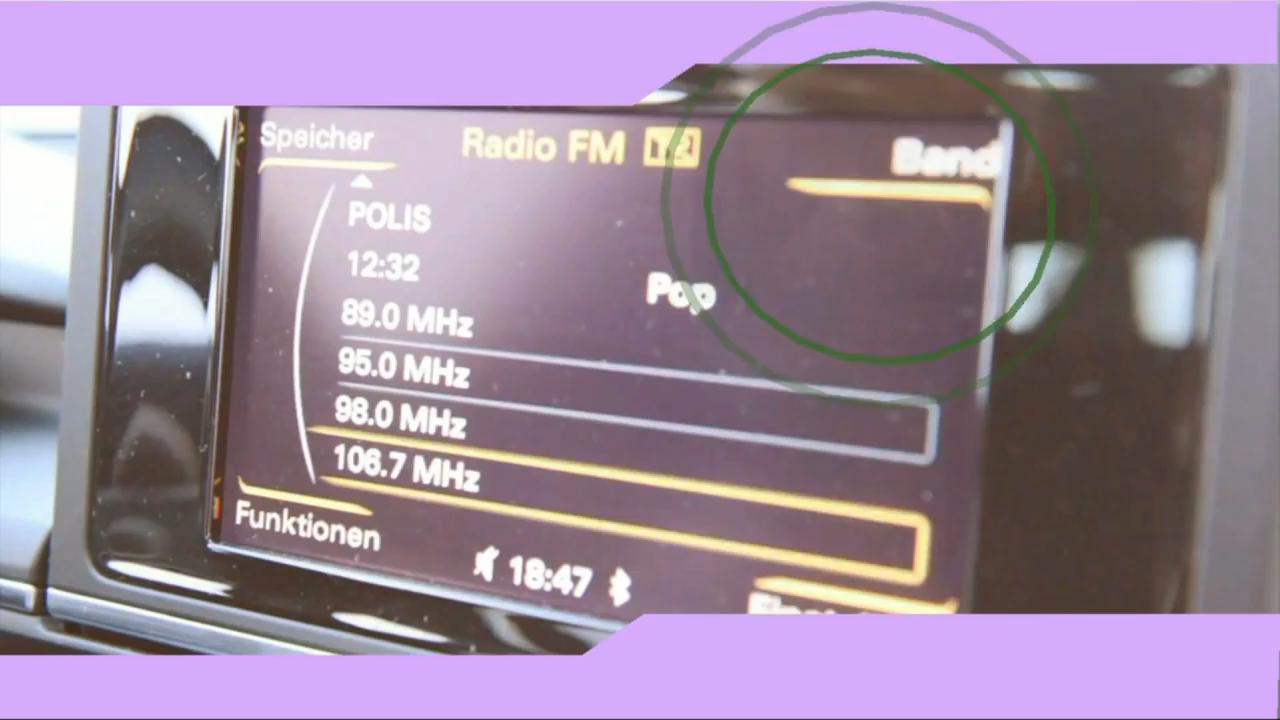 Speicher
Radio FM
Band
POLIS
12:32
Pop
89.0 MHz
95.0 MHz
98.0 MHz
106.7 MHz
Funktionen
18:47